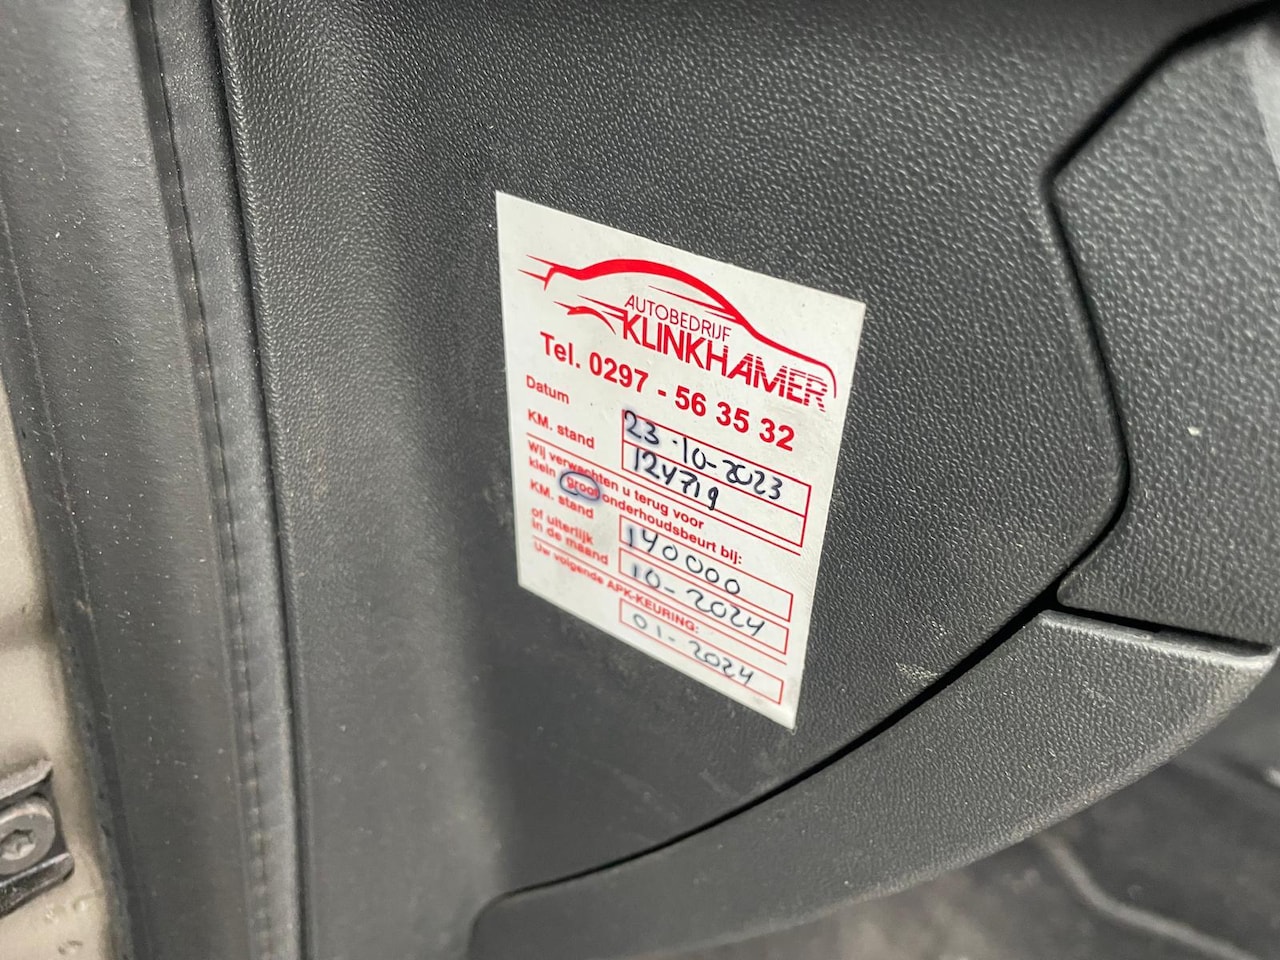 AUTOBEDRIJF
KLINKHAMER
Tel. 0297 - 56 35 32
Datum 23-10-2023
KM. stand 124719
Wij verwachten u terug voor
klein groot onderhoudsbeurt bij:
KM. stand 140000
of uiterlijk
in de maand 10-2024
Uw volgende APK-KEURING:
01-2024